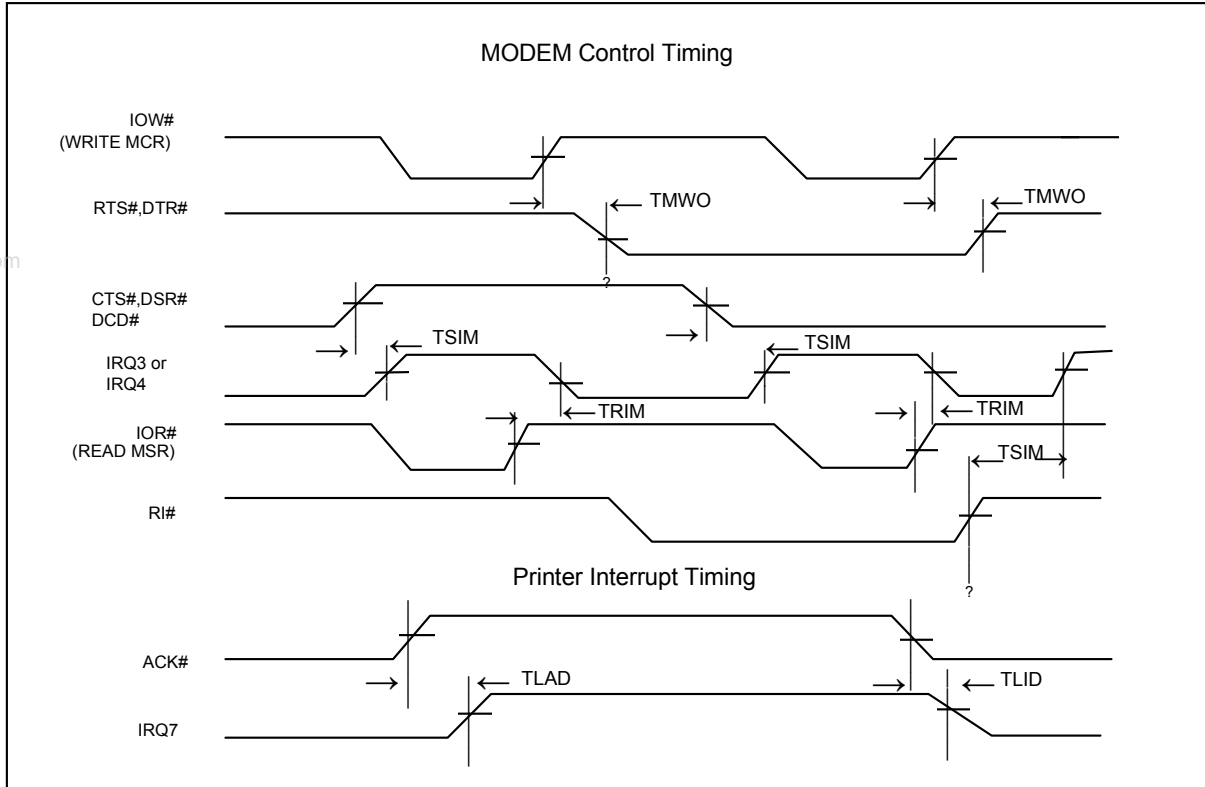 MODEM Control Timing
IOW#
(WRITE MCR)
TMWO
TMWO
RTS#,DTR#
om
?
CTS#,DSR#
DCD#
TSIM
TSIM
IRQ3 or
IRQ4
TRIM
TRIM
IOR#
(READ MSR)
TSIM
RI#
Printer Interrupt Timing
?
ACK#
TLAD
TLID
IRQ7